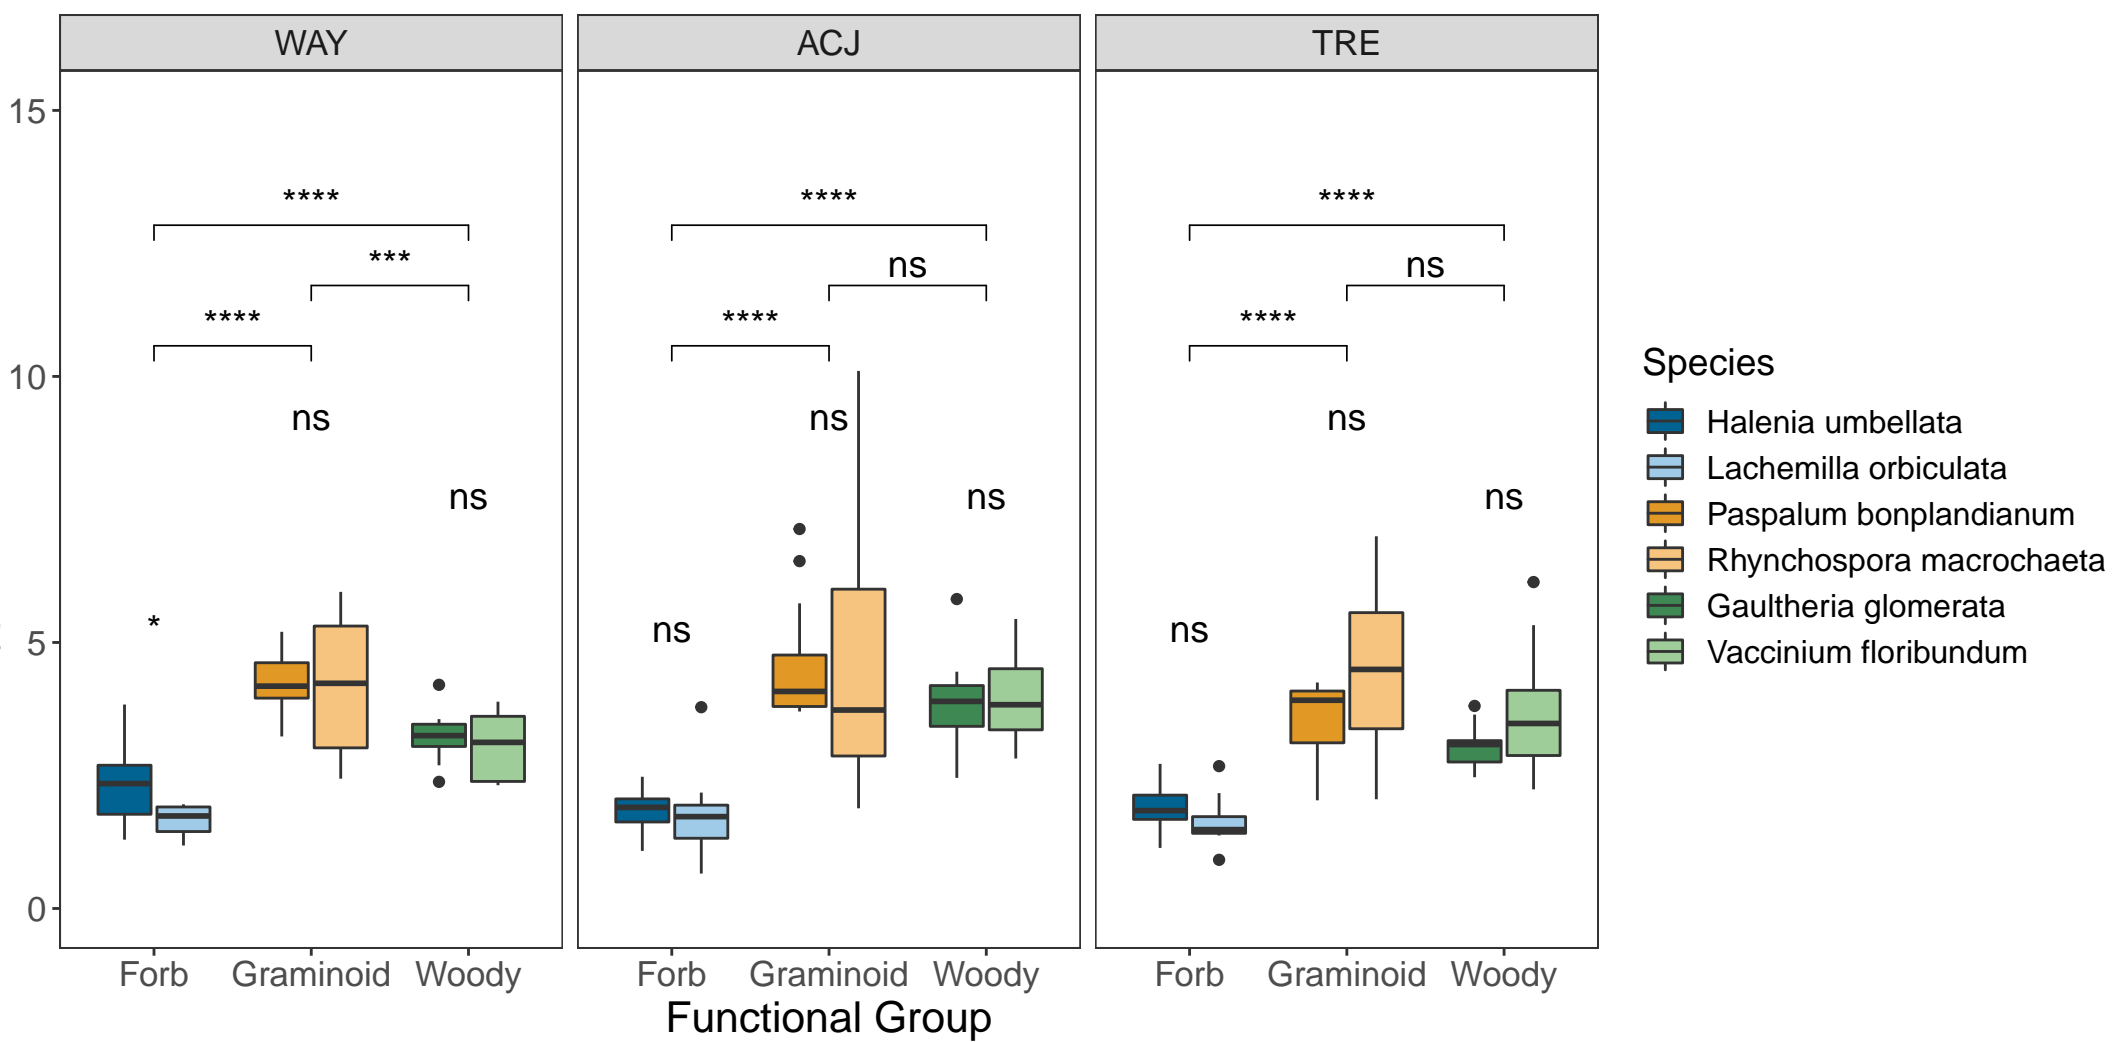 WAY
ACJ
TRE
15
10
5
0
****
***
****
ns
ns
*
****
ns
****
ns
ns
ns
****
ns
****
ns
ns
ns
Forb Graminoid Woody
Forb Graminoid Woody
Forb Graminoid Woody
Functional Group
Species
Halenia umbellata
Lachemilla orbiculata
Paspalum bonplandianum
Rhynchospora macrochaeta
Gaultheria glomerata
Vaccinium floribundum